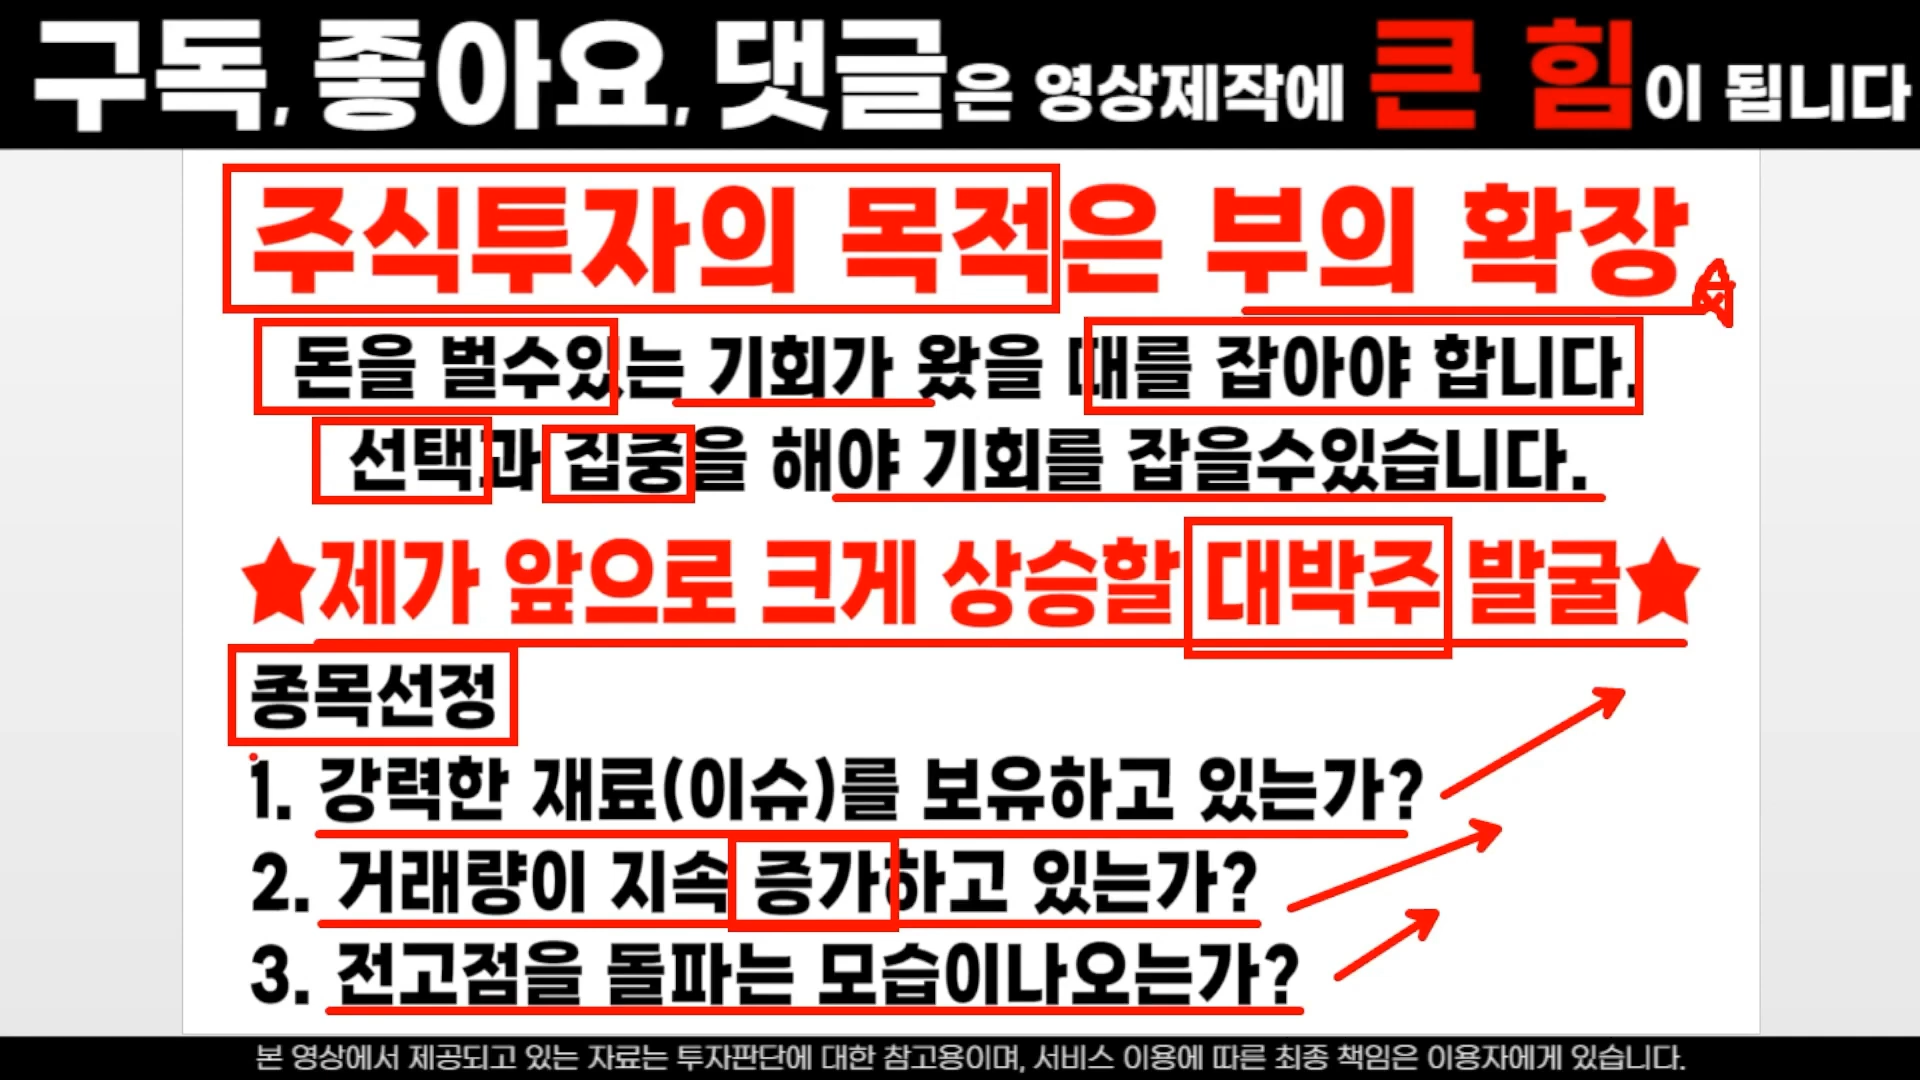 구독, 좋아요, 댓글은 영상제작에 큰 힘이 됩니다
주식투자의 목적은 부의 확장
돈을 벌수있는 기회가 왔을 때를 잡아야 합니다.
선택과 집중을 해야 기회를 잡을수있습니다.
★제가 앞으로 크게 상승할 대박주 발굴★
종목선정
1. 강력한 재료(이슈)를 보유하고 있는가?
2. 거래량이 지속 증가하고 있는가?
3. 전고점을 돌파는 모습이나오는가?
본 영상에서 제공되고 있는 자료는 투자판단에 대한 참고용이며, 서비스 이용에 따른 최종 책임은 이용자에게 있습니다.